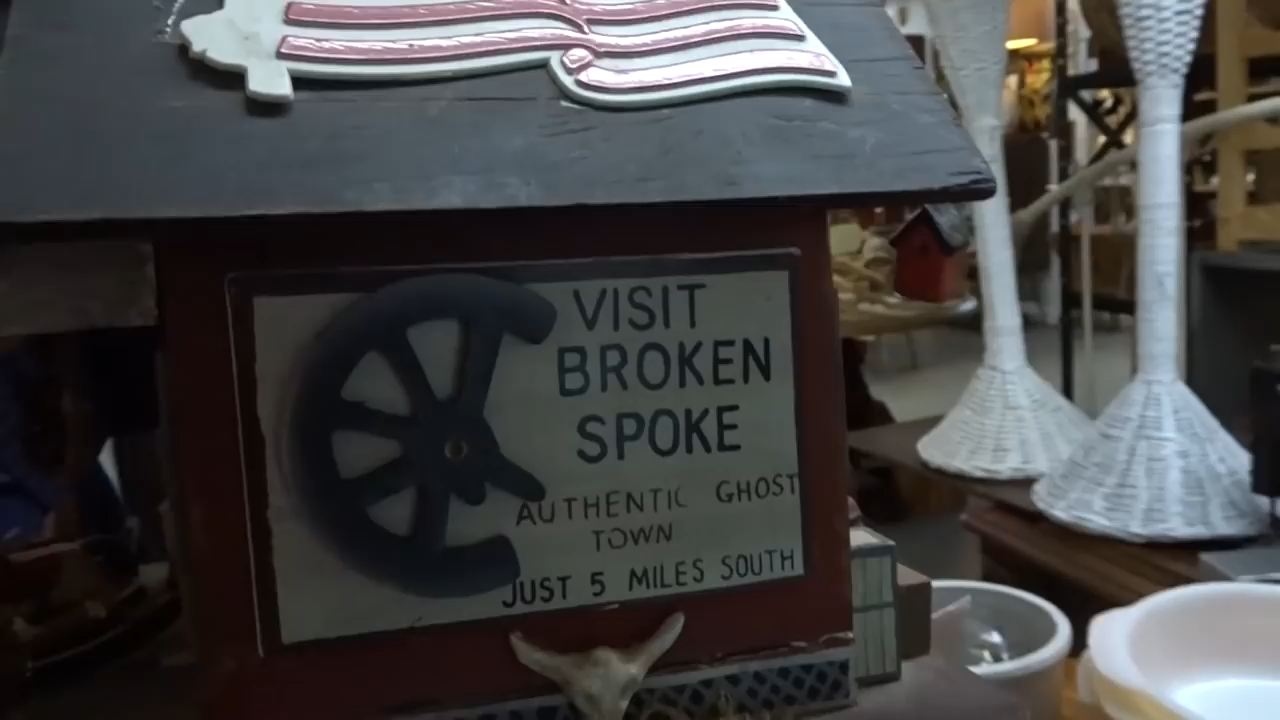 VISIT
BROKEN
SPOKE
AUTHENTIC GHOST
TOWN
JUST 5 MILES SOUTH